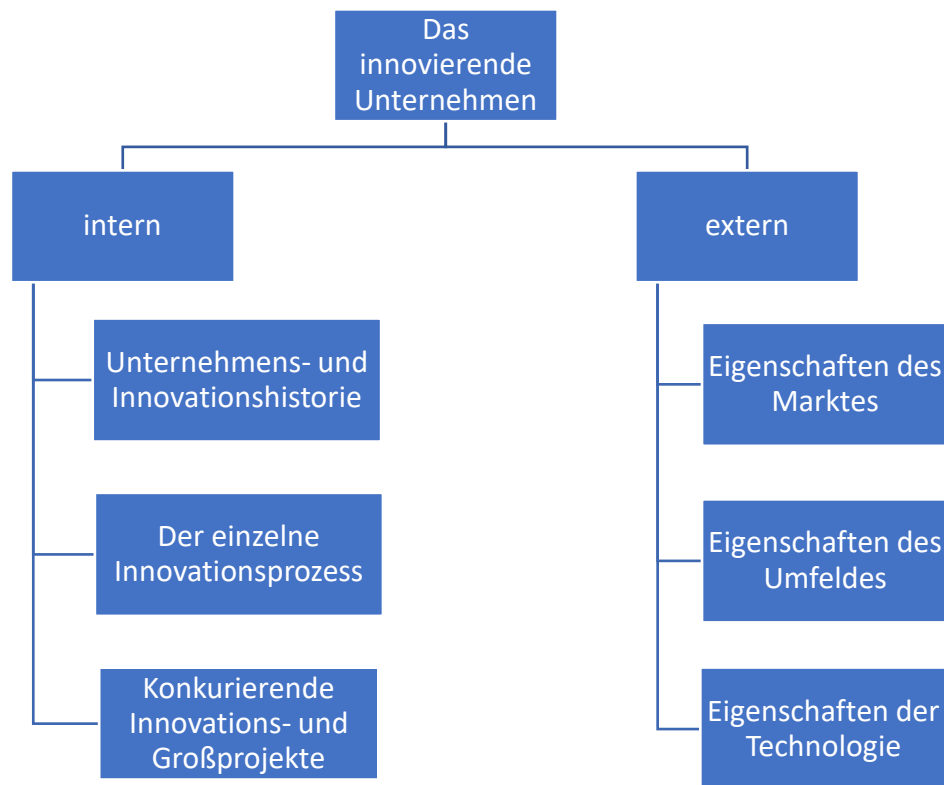 Das
innovierende
Unternehmen
intern
extern
Unternehmens- und
Innovationshistorie
Der einzelne
Innovationsprozess
Konkurierende
Innovations- und
Großprojekte
Eigenschaften des
Marktes
Eigenschaften des
Umfeldes
Eigenschaften der
Technologie